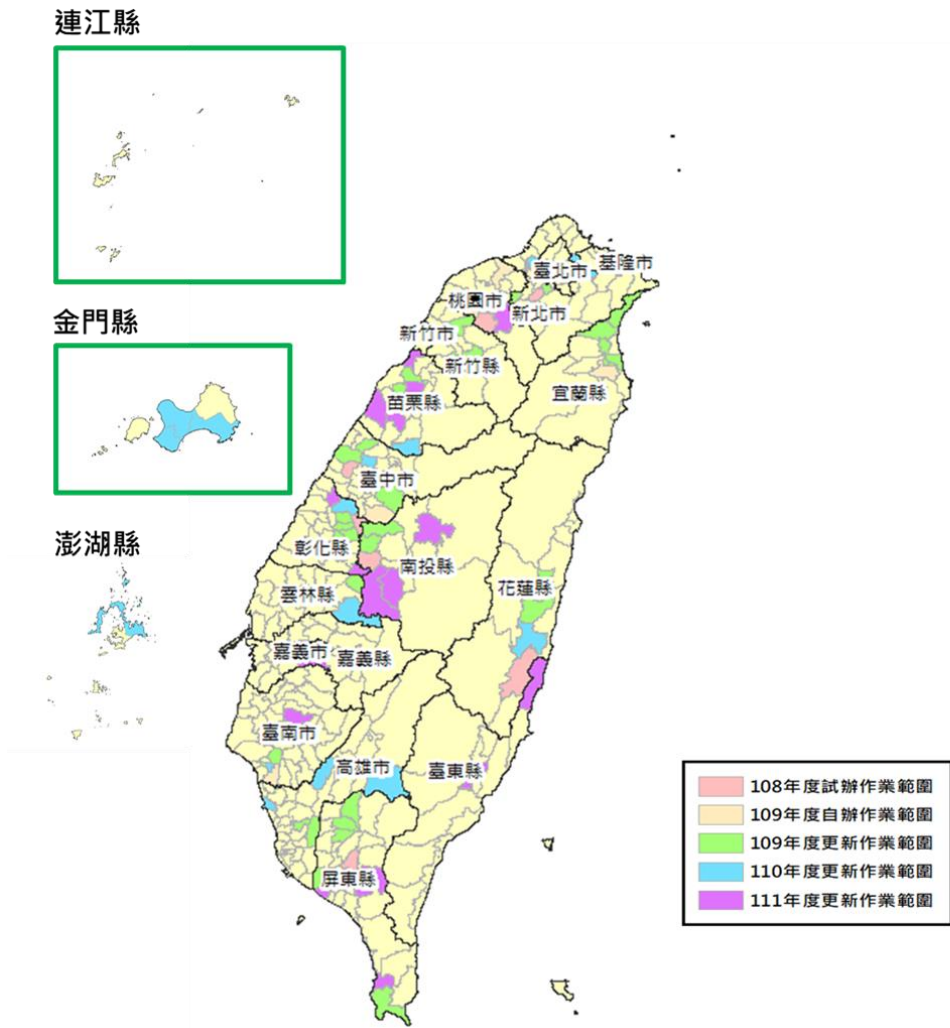 連江縣
金門縣
澎湖縣
基隆市
臺北市
桃園市
新北市
新竹市
新竹縣
宜蘭縣
苗栗縣
臺中市
彰化縣
南投縣
雲林縣
花蓮縣
嘉義市
嘉義縣
臺南市
高雄市
臺東縣
屏東縣
108年度試辦作業範圍
109年度自辦作業範圍
109年度更新作業範圍
110年度更新作業範圍
111年度更新作業範圍